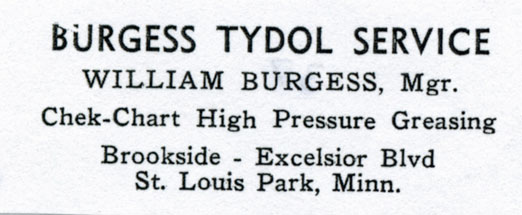 BURGESS TYDOL SERVICE
WILLIAM BURGESS, Mgr.
Chek-Chart High Pressure Greasing
Brookside - Excelsior Blvd
St. Louis Park, Minn.